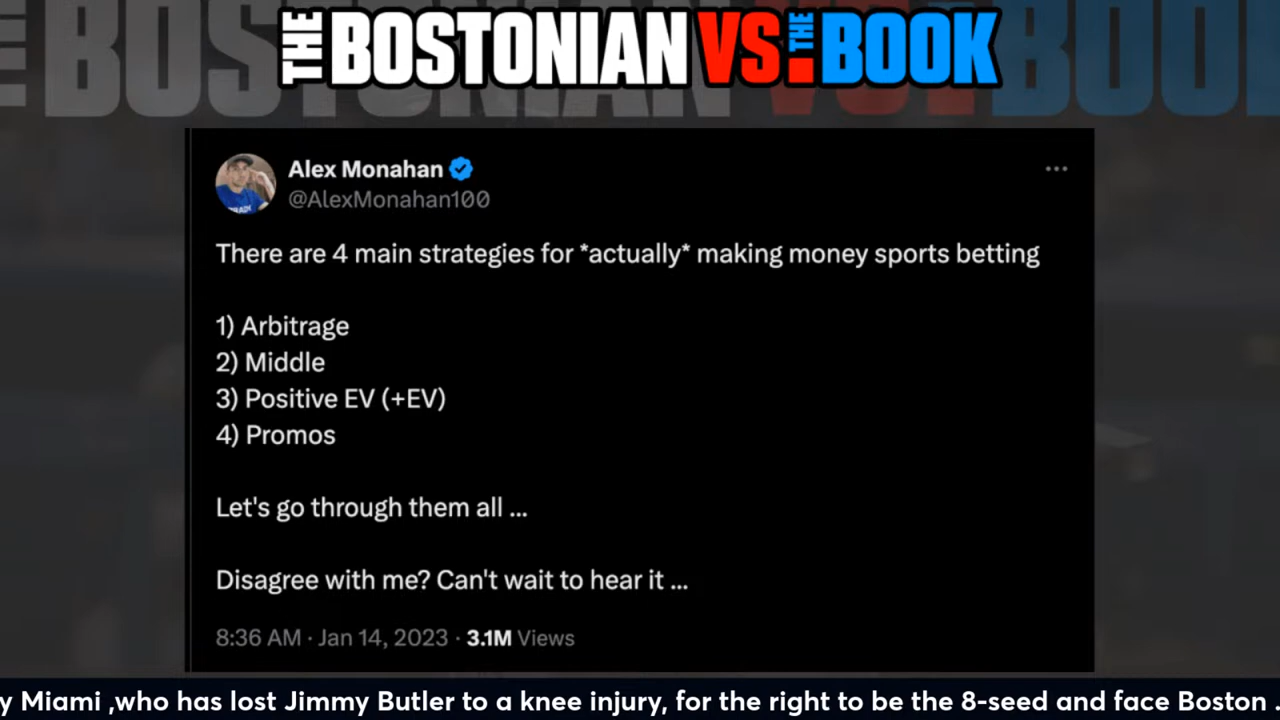 THE BOSTONIAN VS THE BOOK
Alex Monahan
@AlexMonahan100
There are 4 main strategies for *actually* making money sports betting
1) Arbitrage
2) Middle
3) Positive EV (+EV)
4) Promos
Let's go through them all ...
Disagree with me? Can't wait to hear it ...
8:36 AM · Jan 14, 2023 · 3.1M Views
y Miami ,who has lost Jimmy Butler to a knee injury, for the right to be the 8-seed and face Boston .